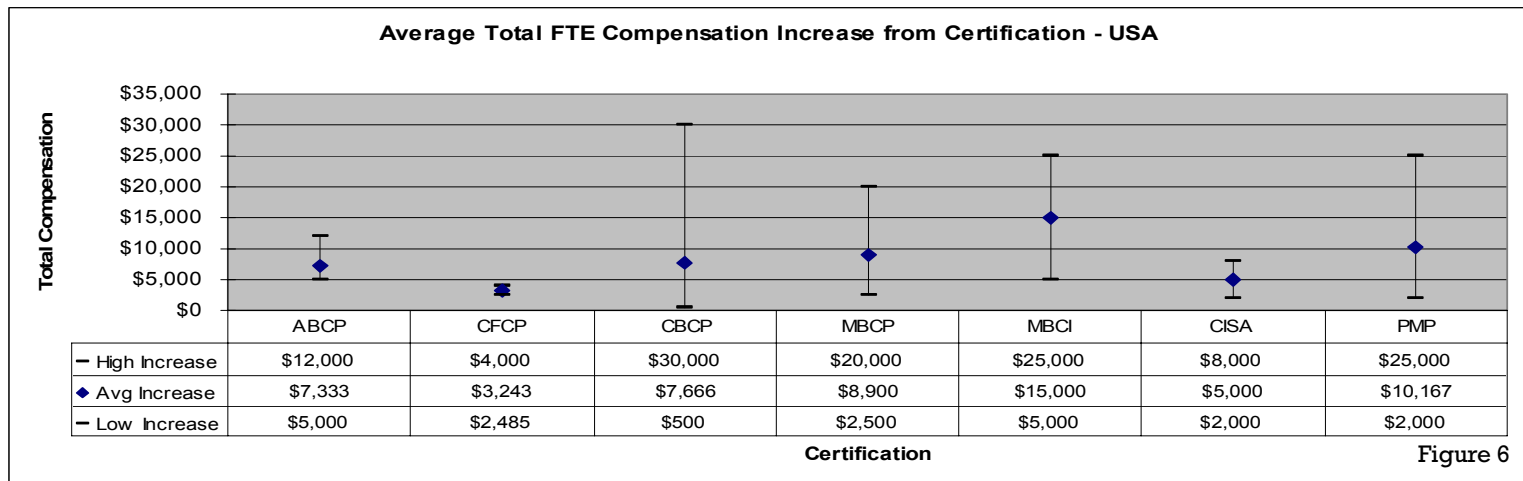 Average Total FTE Compensation Increase from Certification - USA
Total Compensation
$35,000
$30,000
$25,000
$20,000
$15,000
$10,000
$5,000
$0
ABCP CFCP CBCP MBCP MBCI CISA PMP
High Increase $12,000 $4,000 $30,000 $20,000 $25,000 $8,000 $25,000
Avg Increase $7,333 $3,243 $7,666 $8,900 $15,000 $5,000 $10,167
Low Increase $5,000 $2,485 $500 $2,500 $5,000 $2,000 $2,000
Certification
Figure 6